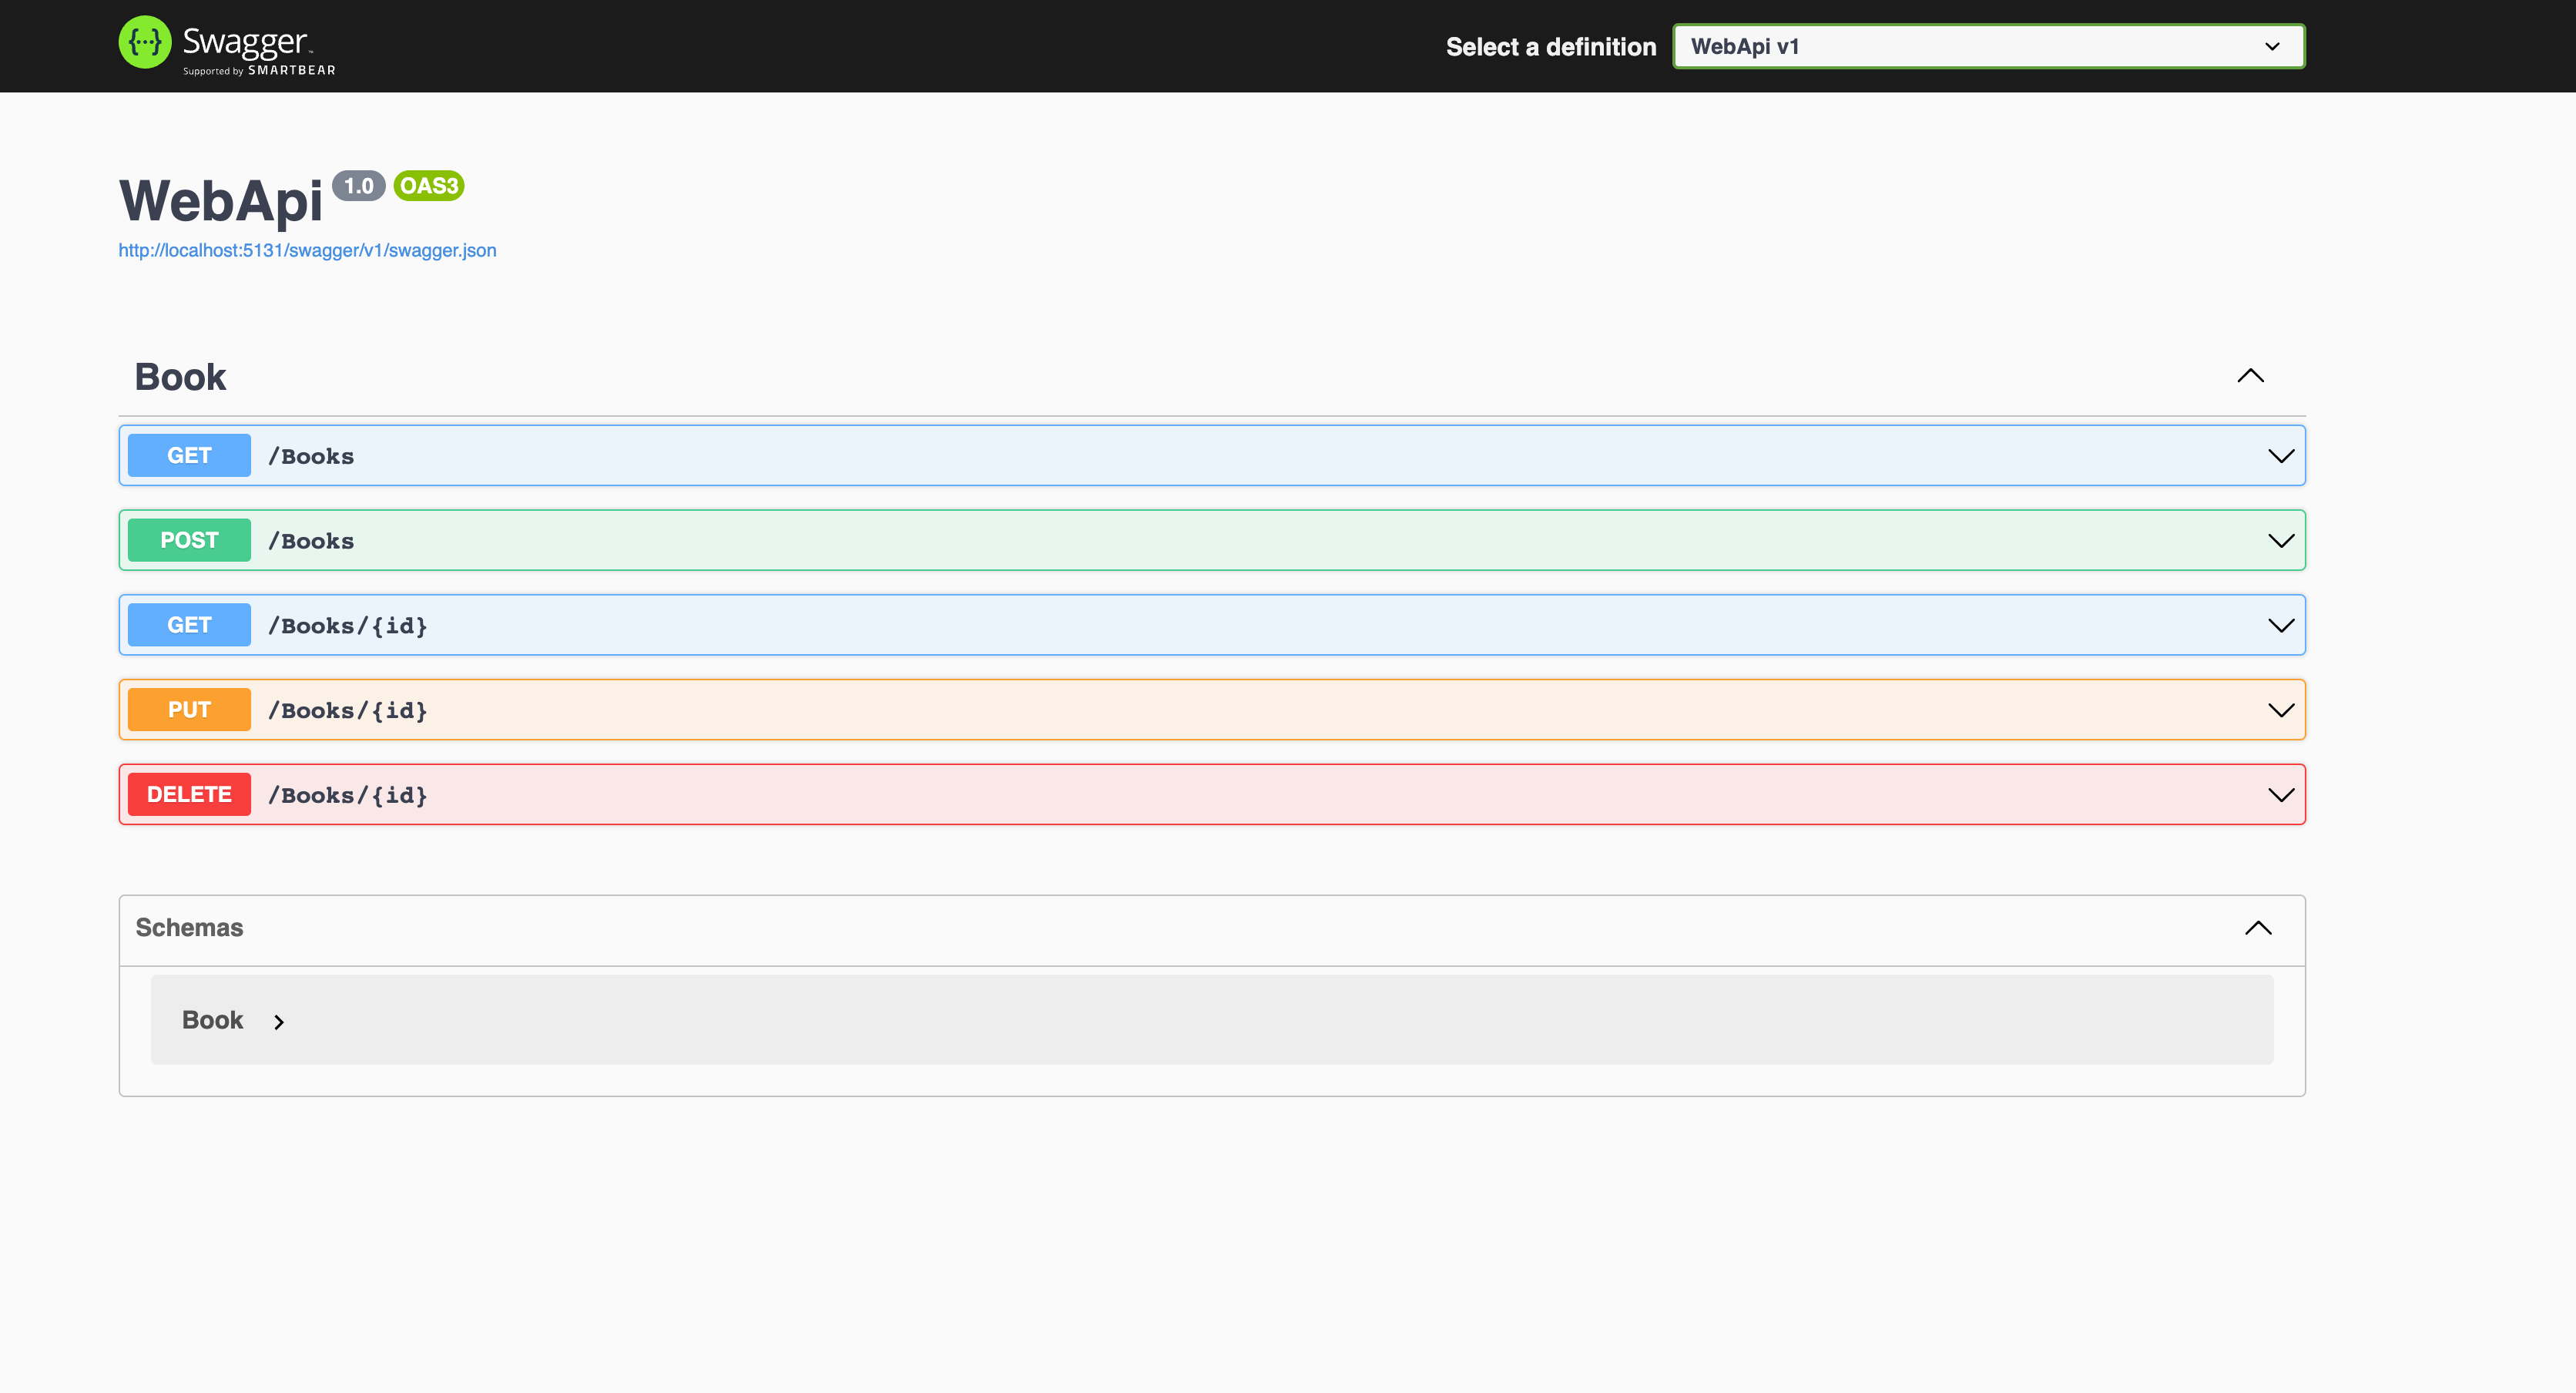 {···} Swagger™
Supported by SMARTBEAR
Select a definition
WebApi v1
WebApi 1.0 OAS3
http://localhost:5131/swagger/v1/swagger.json
Book
GET /Books
POST /Books
GET /Books/{id}
PUT /Books/{id}
DELETE /Books/{id}
Schemas
Book